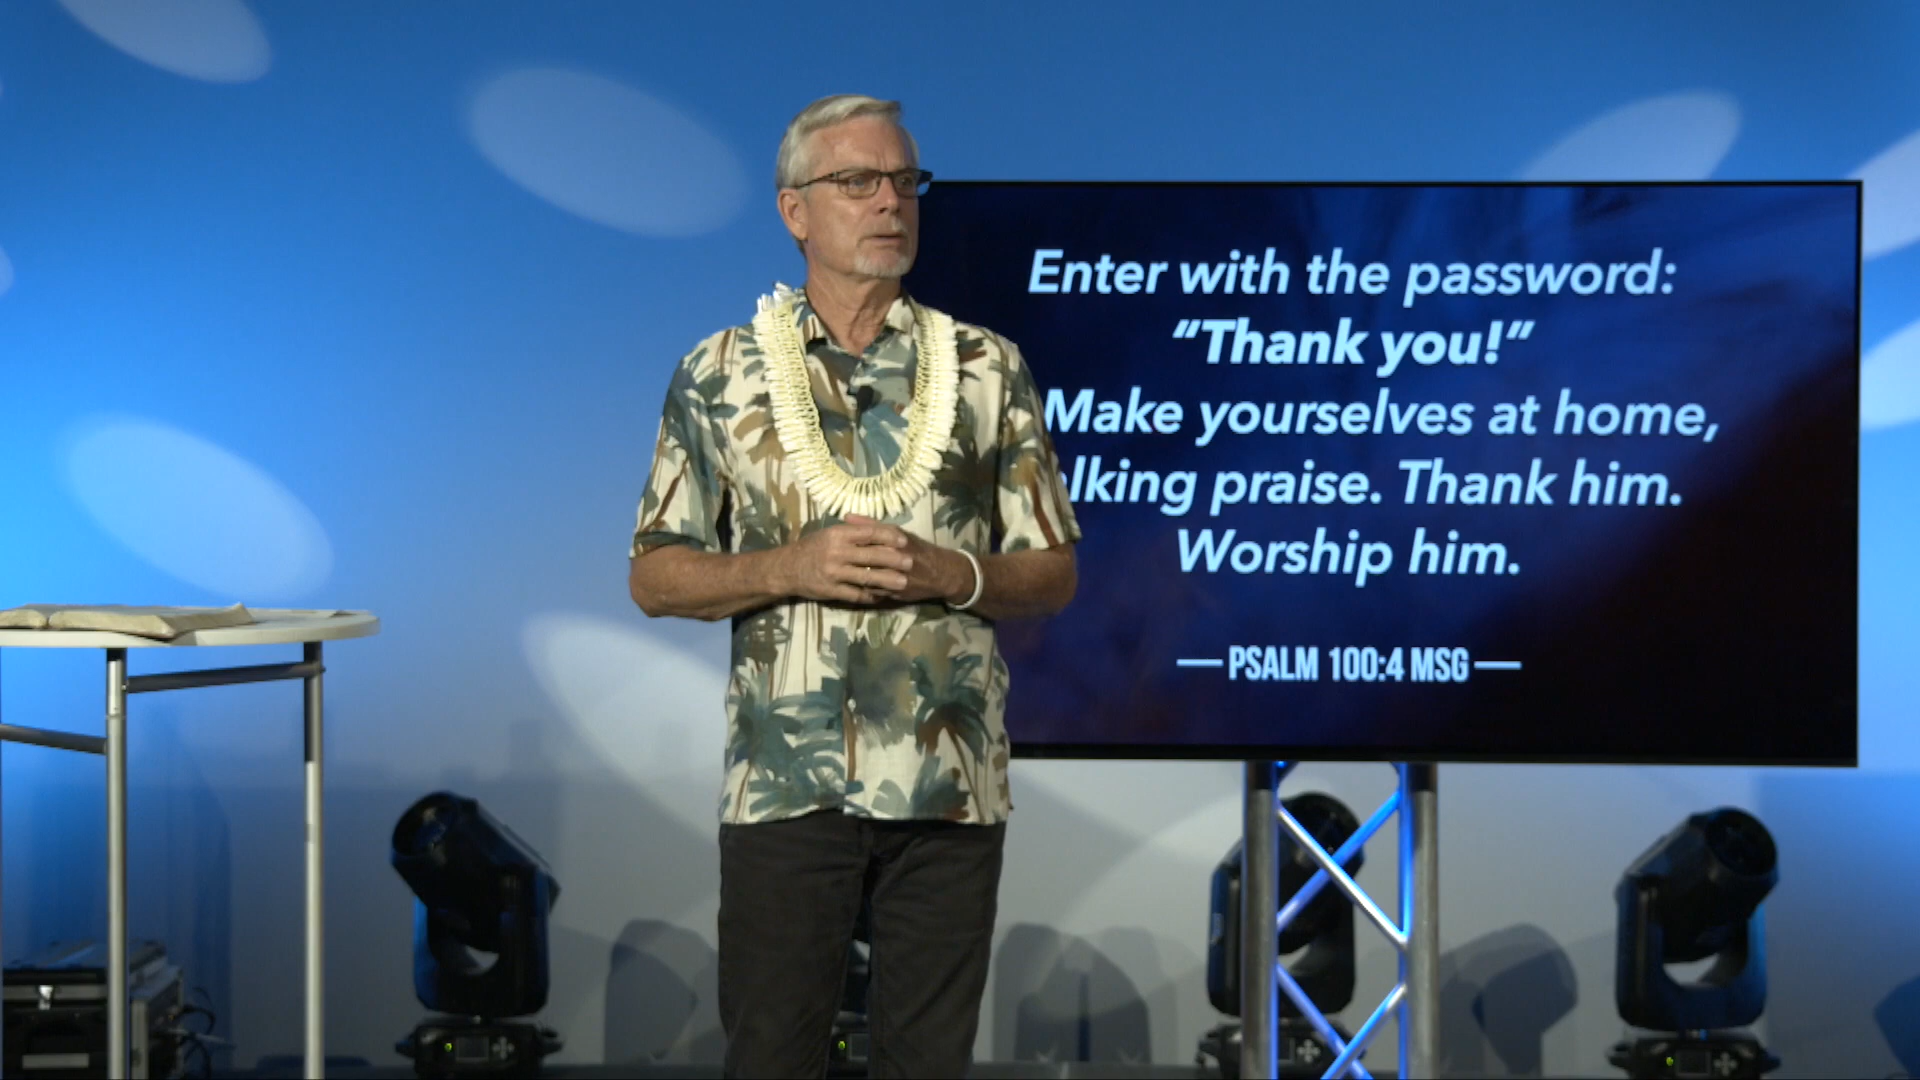 Enter with the password:
“Thank you!”
Make yourselves at home,
praise. Thank him.
Worship him.
— PSALM 100:4 MSG —